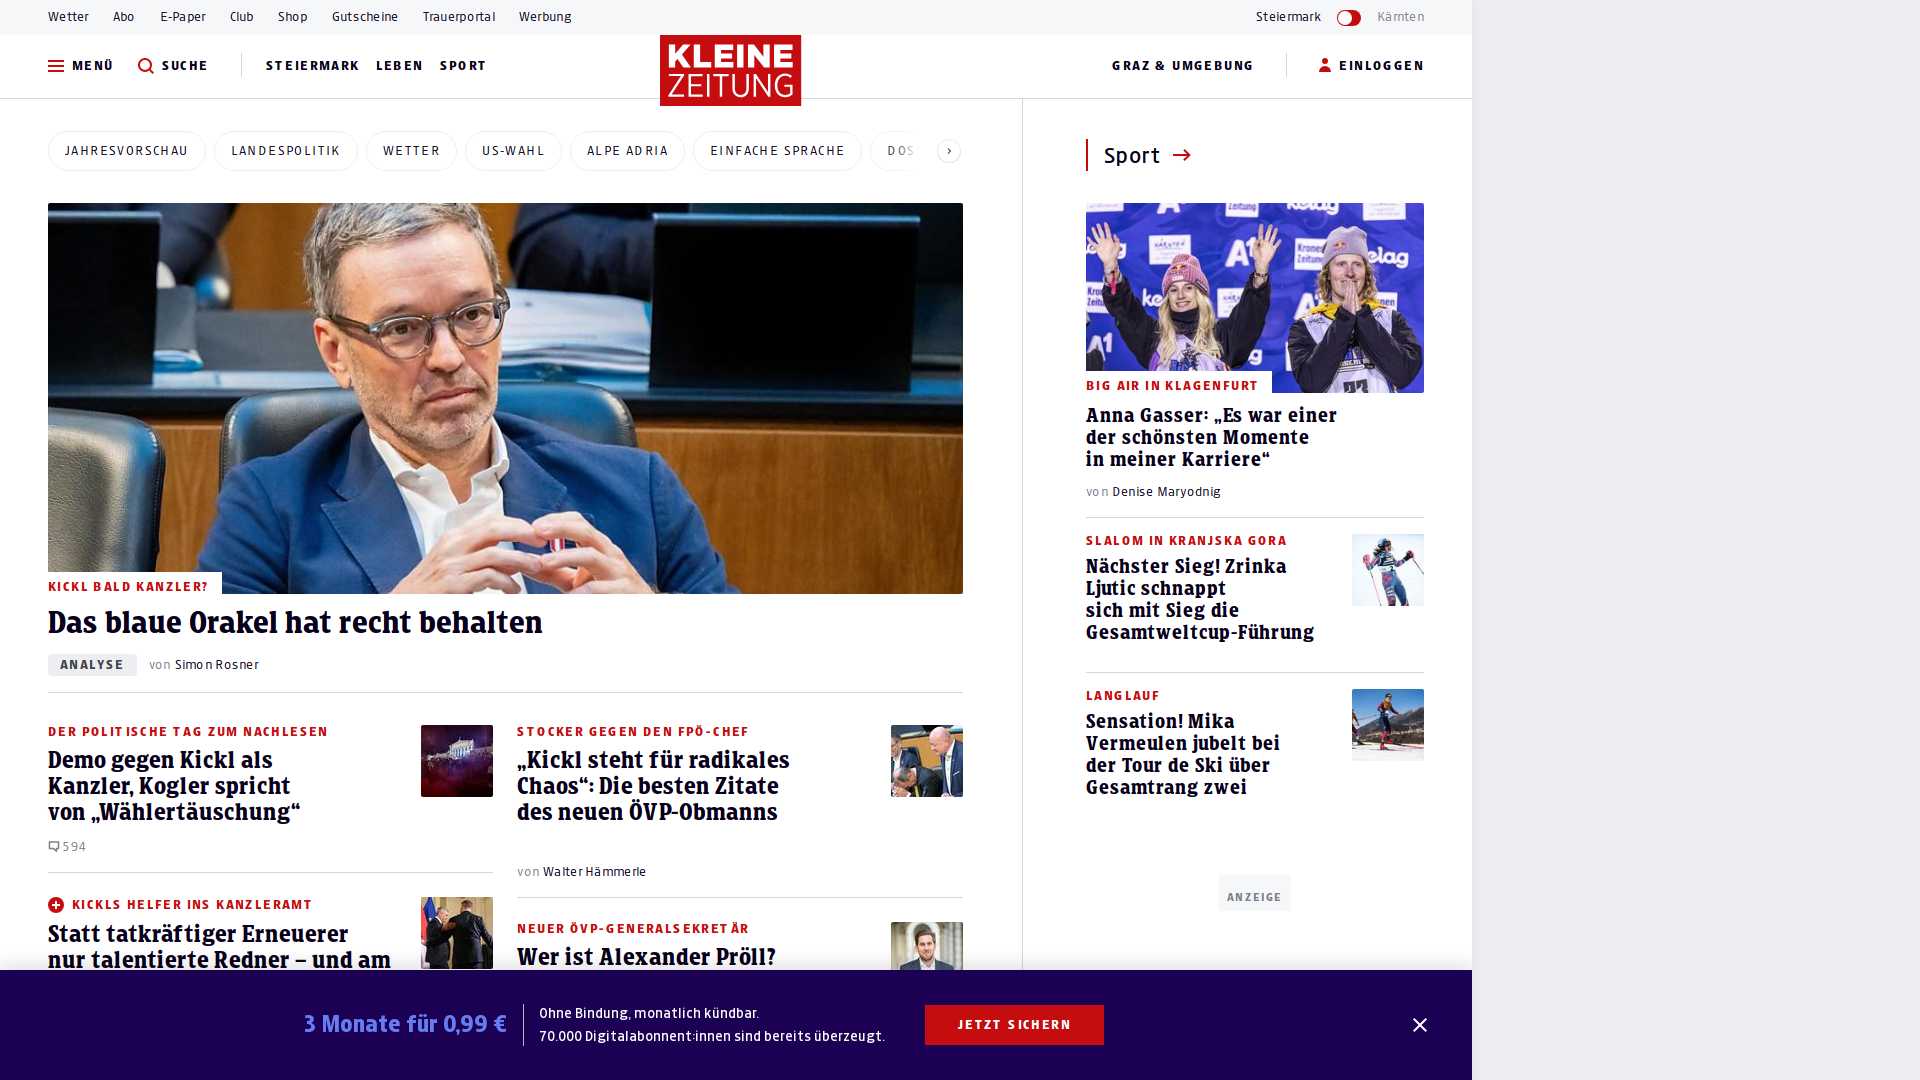 Wetter Abo E-Paper Club Shop Gutscheine Trauerportal Werbung
Steiermark Kärnten
MENÜ SUCHE STEIERMARK LEBEN SPORT
KLEINE
ZEITUNG
GRAZ & UMGEBUNG EINLOGGEN
JAHRESVORSCHAU LANDESPOLITIK WETTER US-WAHL ALPE ADRIA EINFACHE SPRACHE DOS
KICKL BALD KANZLER?
Das blaue Orakel hat recht behalten
ANALYSE von Simon Rosner
DER POLITISCHE TAG ZUM NACHLESEN
Demo gegen Kickl als
Kanzler, Kogler spricht
von „Wählertäuschung“
594
KICKLS HELFER INS KANZLERAMT
Statt tatkräftiger Erneuerer
nur talentierte Redner – und am
STOCKER GEGEN DEN FPÖ-CHEF
„Kickl steht für radikales
Chaos“: Die besten Zitate
des neuen ÖVP-Obmanns
von Walter Hämmerle
NEUER ÖVP-GENERALSEKRETÄR
Wer ist Alexander Pröll?
Sport
BIG AIR IN KLAGENFURT
Anna Gasser: „Es war einer
der schönsten Momente
in meiner Karriere“
von Denise Maryodnig
SLALOM IN KRANJSKA GORA
Nächster Sieg! Zrinka
Ljutic schnappt
sich mit Sieg die
Gesamtweltcup-Führung
LANGLAUF
Sensation! Mika
Vermeulen jubelt bei
der Tour de Ski über
Gesamtrang zwei
ANZEIGE
3 Monate für 0,99 €
Ohne Bindung, monatlich kündbar.
70.000 Digitalabonnent:innen sind bereits überzeugt.
JETZT SICHERN